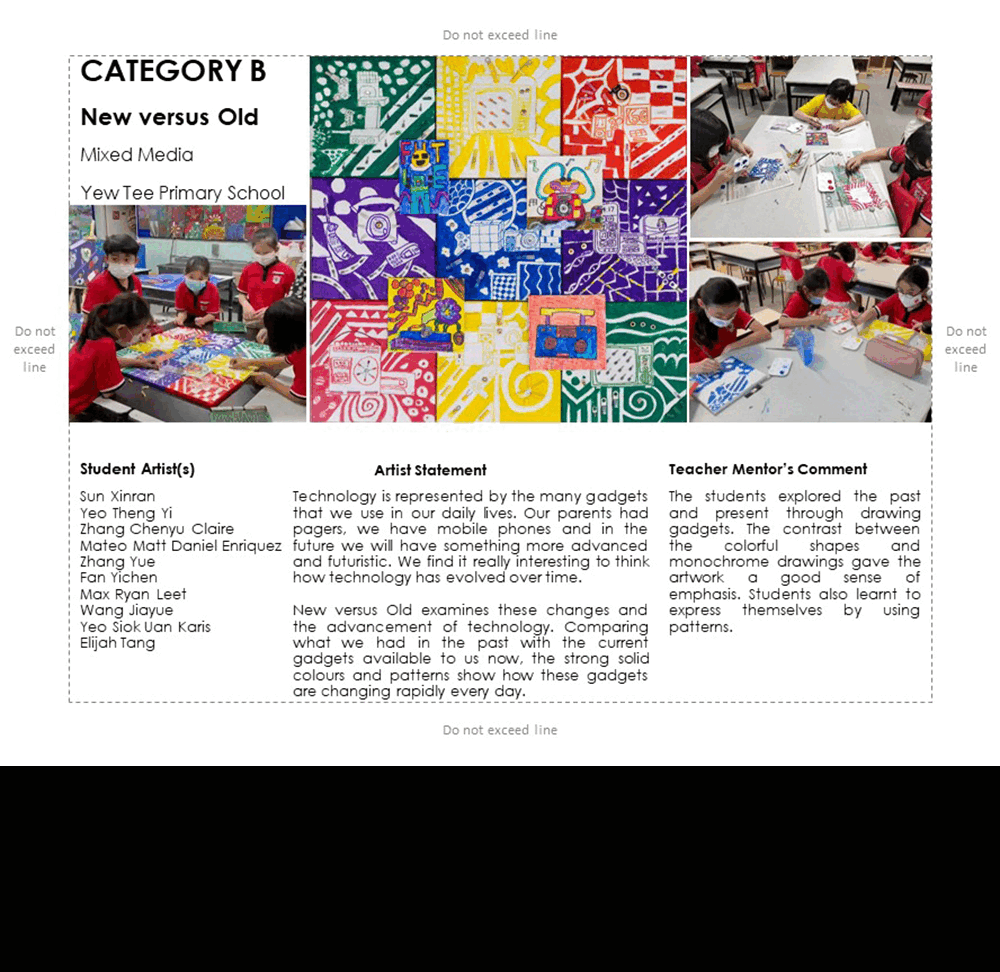 Do not exceed line
CATEGORY B
New versus Old
Mixed Media
Yew Tee Primary School
Do not
exceed
line
Do not
exceed
line
Student Artist(s)
Sun Xinran
Yeo Theng Yi
Zhang Chenyu Claire
Mateo Matt Daniel Enriquez
Zhang Yue
Fan Yichen
Max Ryan Leet
Wang Jiayue
Yeo Siok Uan Karis
Elijah Tang
Artist Statement
Technology is represented by the many gadgets
that we use in our daily lives. Our parents had
pagers, we have mobile phones and in the
future we will have something more advanced
and futuristic. We find it really interesting to think
how technology has evolved over time.
New versus Old examines these changes and
the advancement of technology. Comparing
what we had in the past with the current
gadgets available to us now, the strong solid
colours and patterns show how these gadgets
are changing rapidly every day.
Teacher Mentor's Comment
The students explored the past
and present through drawing
gadgets. The contrast between
the colorful shapes and
monochrome drawings gave the
artwork a good sense of
emphasis. Students also learnt to
express themselves by using
patterns.
Do not exceed line